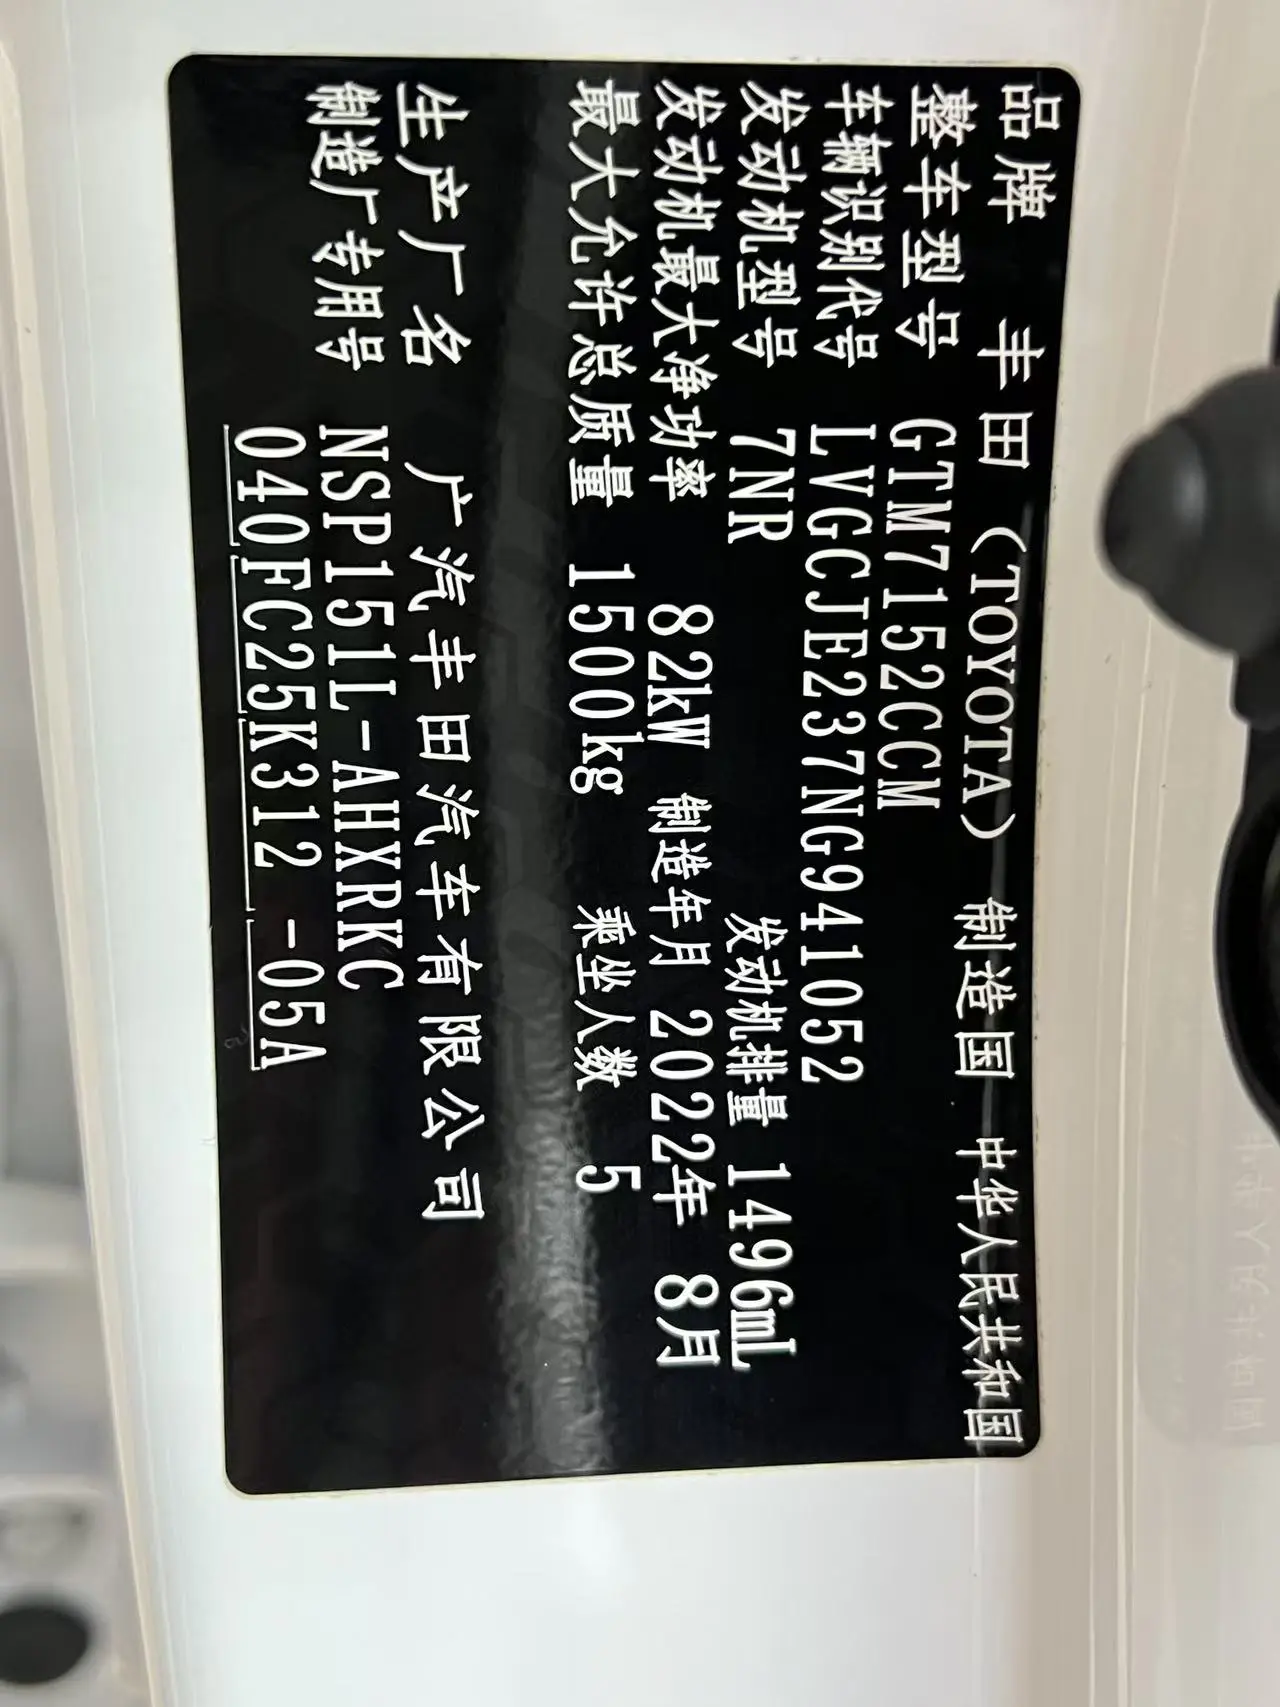 品牌 丰田（TOYOTA） 制造国 中华人民共和国
整车型号 GTM7152CCM
车辆识别代号 LVGCJE237NG941052
发动机型号 7NR 发动机排量 1496mL
发动机最大净功率 82kW 制造年月 2022年 8月
最大允许总质量 1500kg 乘坐人数 5
生产厂名 广汽丰田汽车有限公司
制造厂专用号 NSP151L-AHXRKC
040FC25K312 -05A